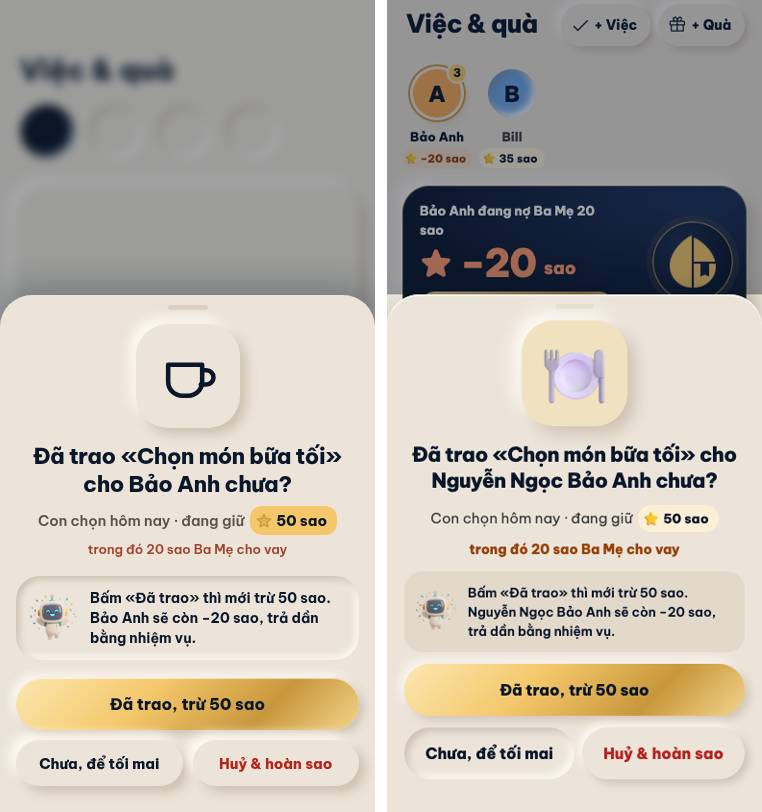 Việc & quà
Đã trao «Chọn món bữa tối»
cho Bảo Anh chưa?
Con chọn hôm nay · đang giữ 50 sao
trong đó 20 sao Ba Mẹ cho vay
Bấm «Đã trao» thì mới trừ 50 sao.
Bảo Anh sẽ còn −20 sao, trả dần
bằng nhiệm vụ.
Đã trao, trừ 50 sao
Chưa, để tối mai
Huỷ & hoàn sao
Việc & quà
+ Việc
+ Quà
A
3
B
Bảo Anh
Bill
−20 sao
35 sao
Bảo Anh đang nợ Ba Mẹ 20
sao
−20 sao
Đã trao «Chọn món bữa tối» cho
Nguyễn Ngọc Bảo Anh chưa?
Con chọn hôm nay · đang giữ 50 sao
trong đó 20 sao Ba Mẹ cho vay
Bấm «Đã trao» thì mới trừ 50 sao.
Nguyễn Ngọc Bảo Anh sẽ còn −20 sao,
trả dần bằng nhiệm vụ.
Đã trao, trừ 50 sao
Chưa, để tối mai
Huỷ & hoàn sao